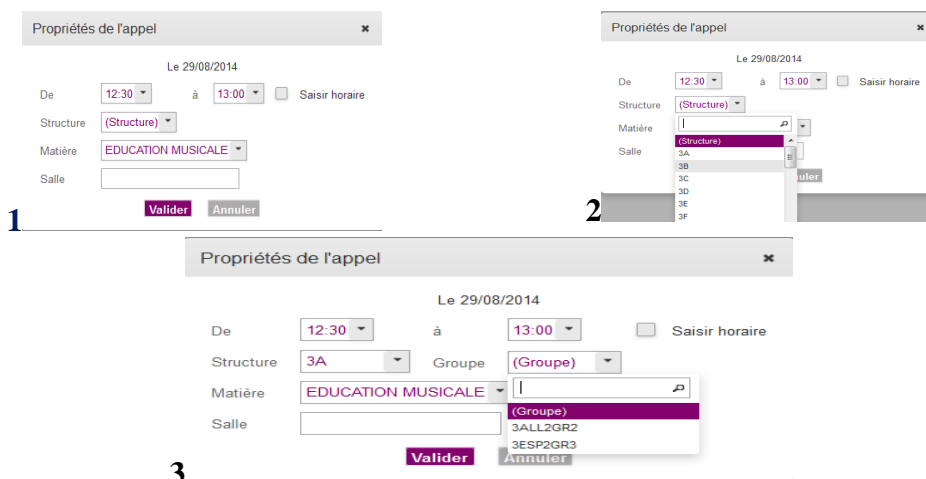 Propriétés de l'appel ×
Le 29/08/2014
De 12:30 à 13:00 Saisir horaire
Structure (Structure)
Matière EDUCATION MUSICALE
Salle
Valider Annuler
1
Propriétés de l'appel ×
Le 29/08/2014
De 12:30 à 13:00 Saisir horaire
Structure (Structure)
Matière
(Structure)
Salle 3A
3B
3C uler
3D
3E
3F
2
Propriétés de l'appel ×
Le 29/08/2014
De 12:30 à 13:00 Saisir horaire
Structure 3A Groupe (Groupe)
Matière EDUCATION MUSICALE
(Groupe)
Salle 3ALL2GR2
3ESP2GR3
Valider Annuler
3